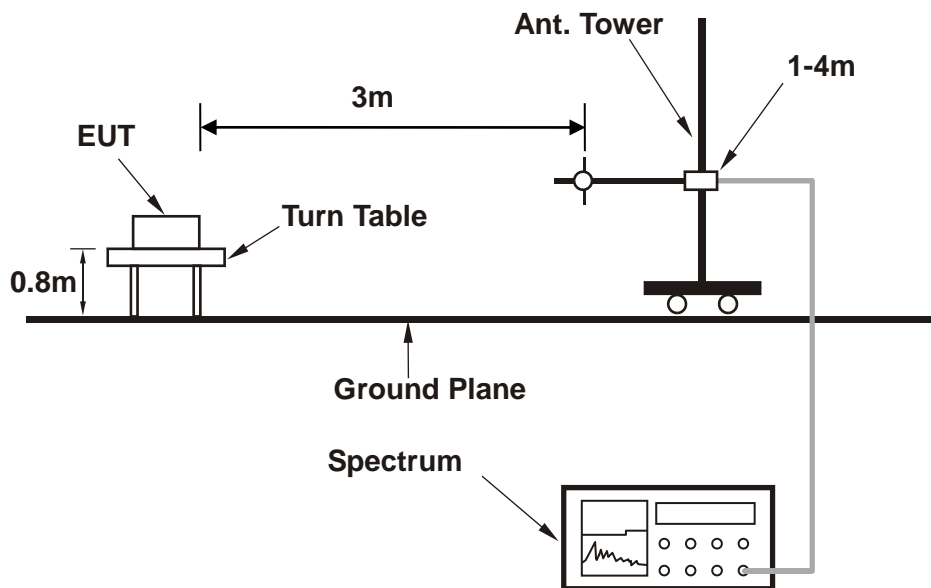 Ant. Tower
1-4m
3m
EUT
Turn Table
0.8m
Ground Plane
Spectrum